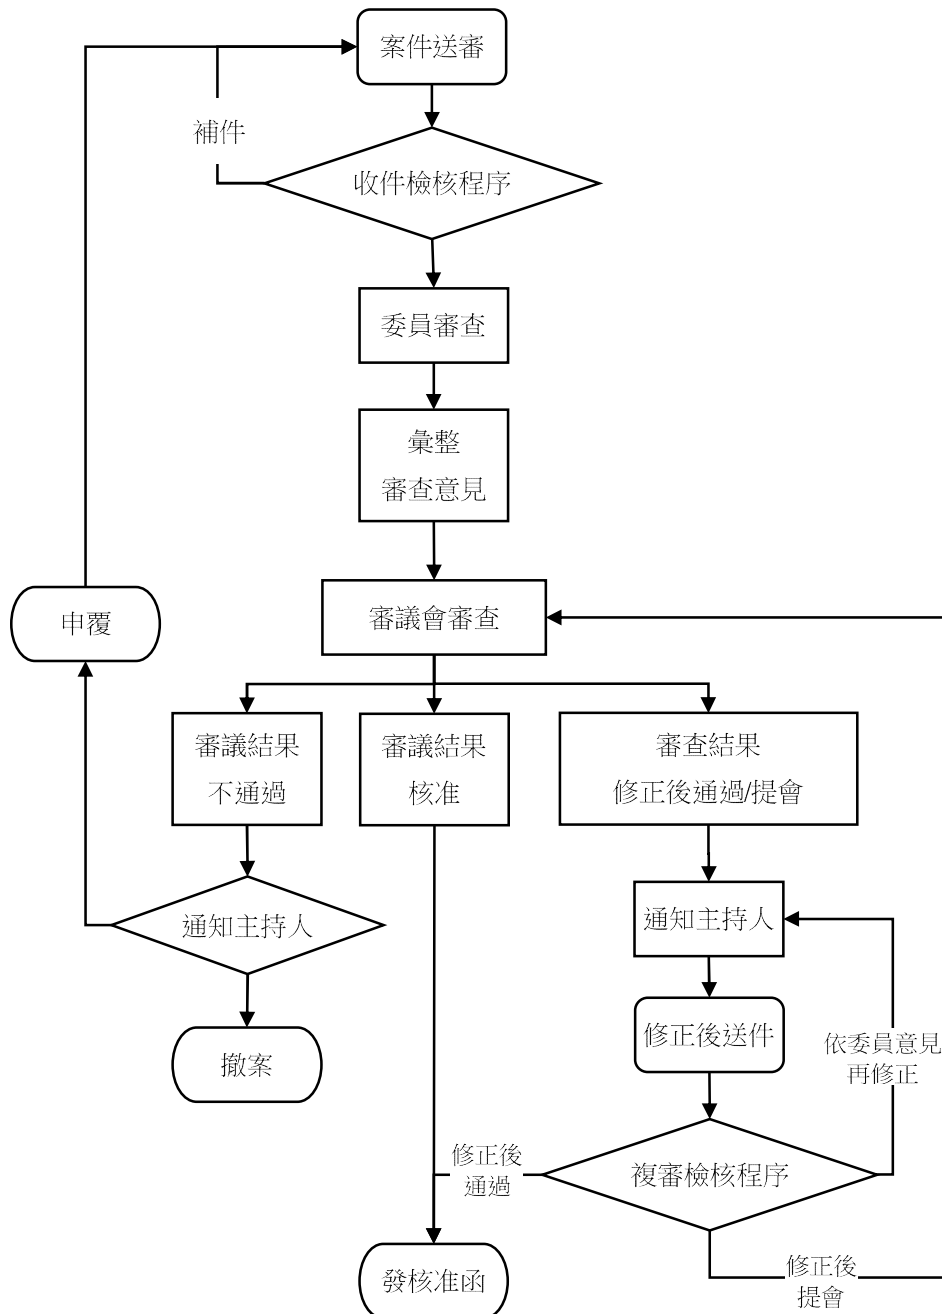 案件送審
補件
收件檢核程序
委員審查
彙整
審查意見
申覆
審議會審查
審議結果
不通過
審議結果
核准
審查結果
修正後通過/提會
通知主持人
通知主持人
修正後送件
撤案
依委員意見
再修正
修正後
通過
複審檢核程序
發核准函
修正後
提會